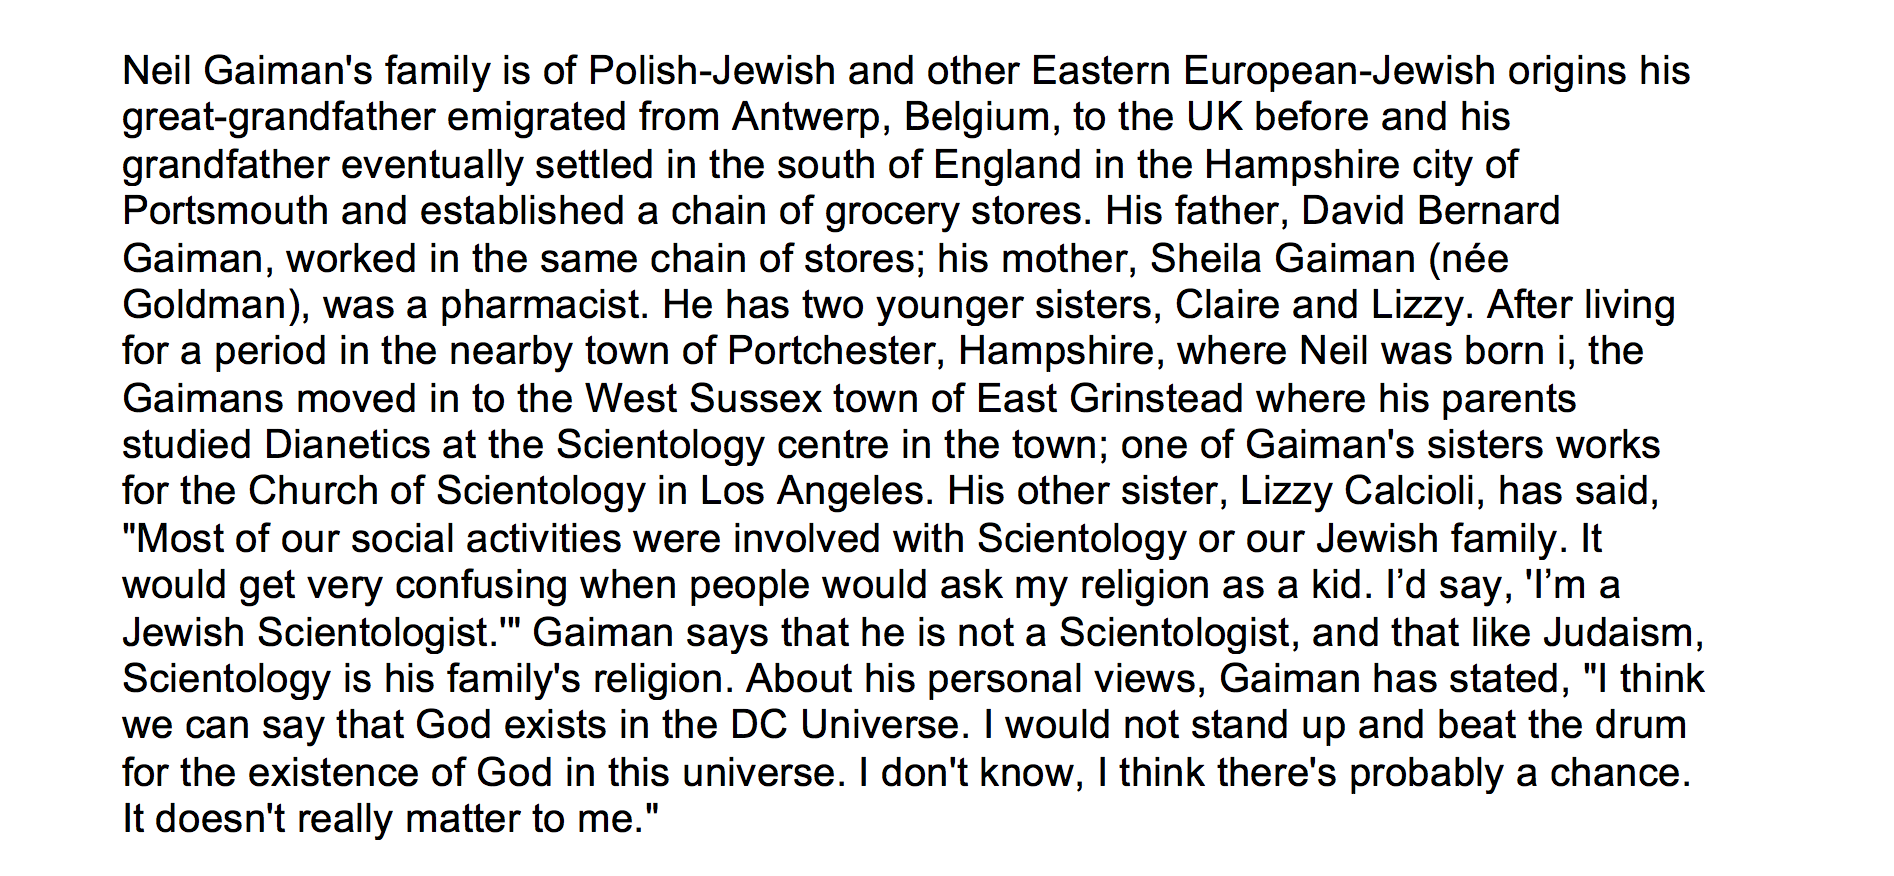 Neil Gaiman's family is of Polish-Jewish and other Eastern European-Jewish origins his
great-grandfather emigrated from Antwerp, Belgium, to the UK before and his
grandfather eventually settled in the south of England in the Hampshire city of
Portsmouth and established a chain of grocery stores. His father, David Bernard
Gaiman, worked in the same chain of stores; his mother, Sheila Gaiman (née
Goldman), was a pharmacist. He has two younger sisters, Claire and Lizzy. After living
for a period in the nearby town of Portchester, Hampshire, where Neil was born i, the
Gaimans moved in to the West Sussex town of East Grinstead where his parents
studied Dianetics at the Scientology centre in the town; one of Gaiman's sisters works
for the Church of Scientology in Los Angeles. His other sister, Lizzy Calcioli, has said,
"Most of our social activities were involved with Scientology or our Jewish family. It
would get very confusing when people would ask my religion as a kid. I’d say, 'I’m a
Jewish Scientologist.'" Gaiman says that he is not a Scientologist, and that like Judaism,
Scientology is his family's religion. About his personal views, Gaiman has stated, "I think
we can say that God exists in the DC Universe. I would not stand up and beat the drum
for the existence of God in this universe. I don't know, I think there's probably a chance.
It doesn't really matter to me."